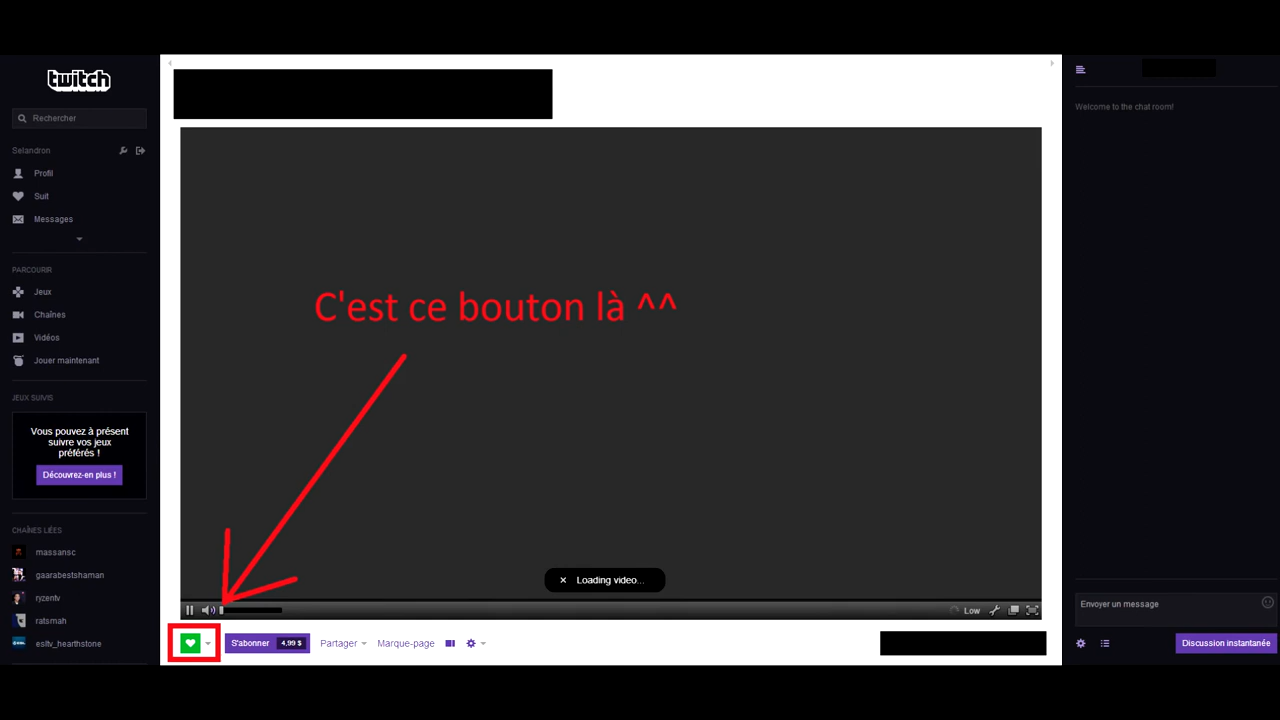 twitch
Rechercher
Selandron
Profil
Suit
Messages
PARCOURIR
Jeux
Chaînes
Vidéos
Jouer maintenant
JEUX SUIVIS
Vous pouvez à présent
suivre vos jeux
préférés !
Découvrez-en plus !
CHAÎNES LIÉES
massansc
gaarabestshaman
ryzentv
ratsmah
esltv_hearthstone
C'est ce bouton là ^^
Loading video...
Low
S'abonner 4,99 $
Partager
Marque-page
Welcome to the chat room!
Envoyer un message
Discussion instantanée